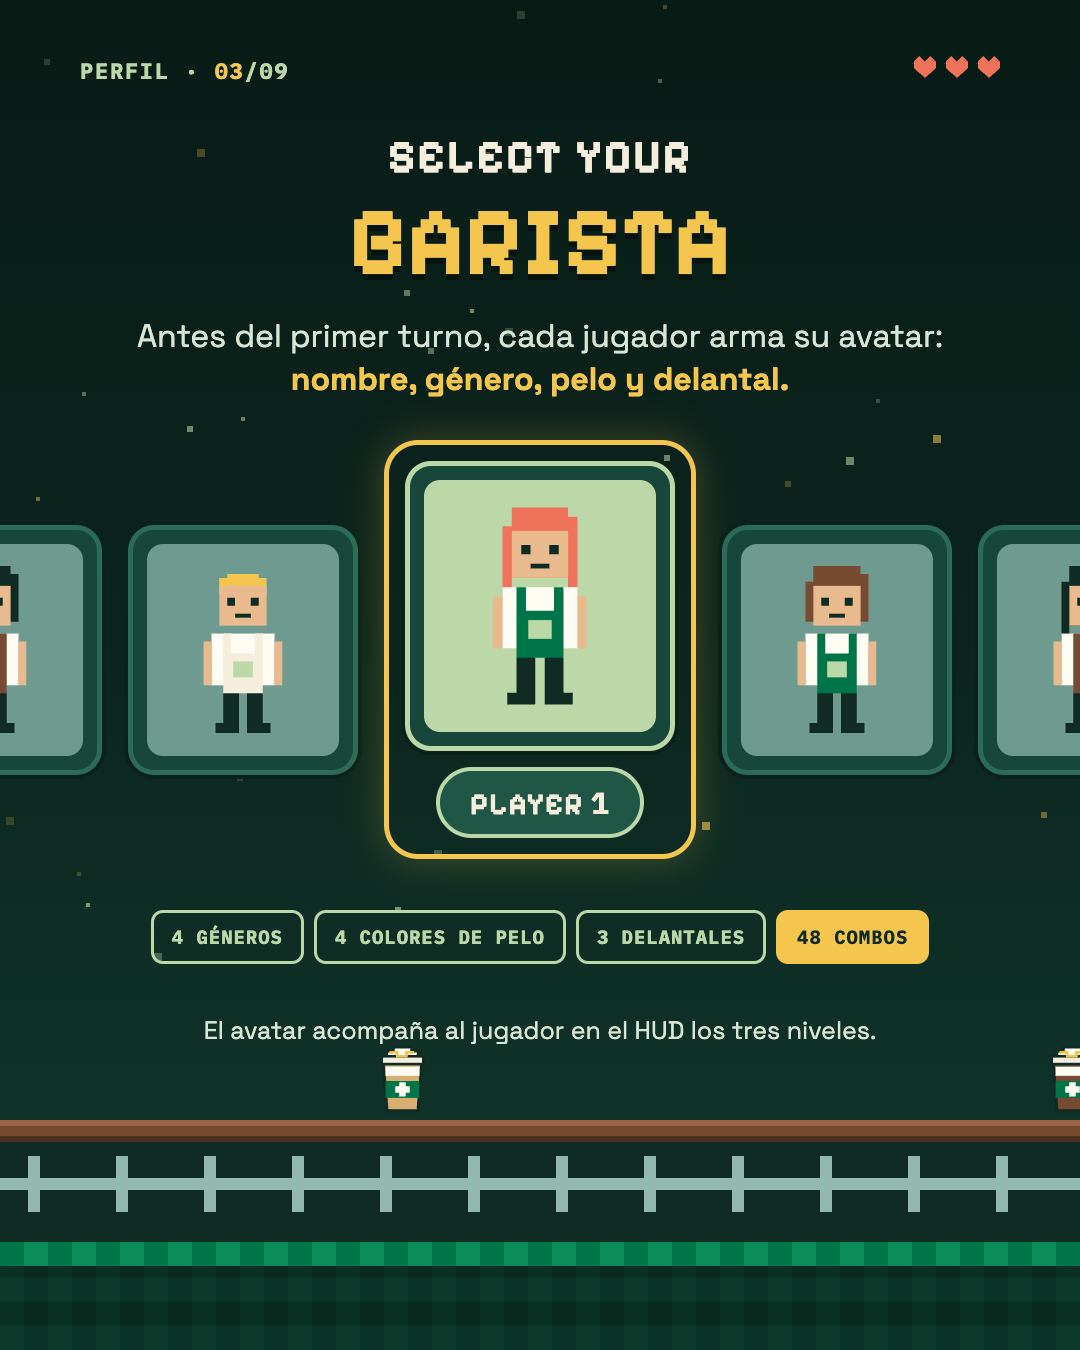 PERFIL · 03/09
SELECT YOUR
BARISTA
Antes del primer turno, cada jugador arma su avatar:
nombre, género, pelo y delantal.
PLAYER 1
4 GÉNEROS
4 COLORES DE PELO
3 DELANTALES
48 COMBOS
El avatar acompaña al jugador en el HUD los tres niveles.